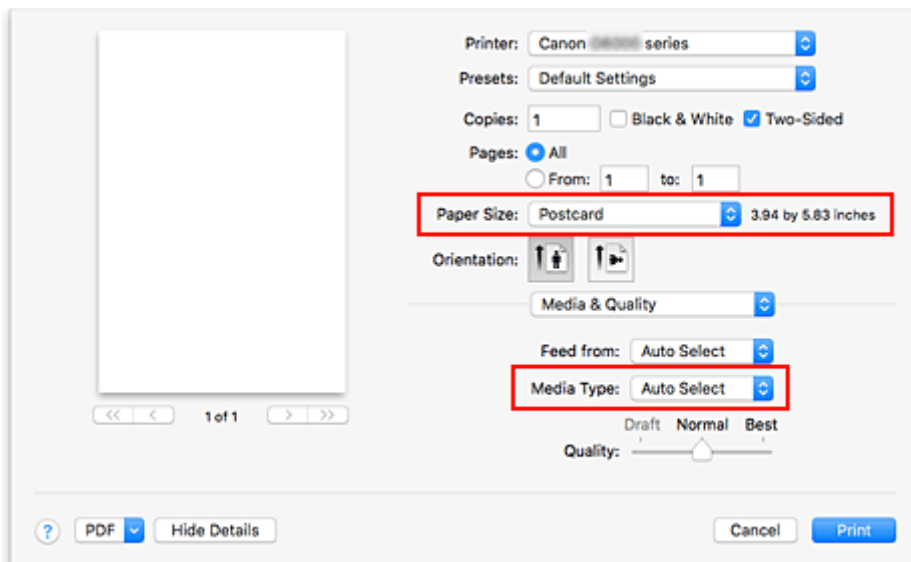 Printer: Canon series
Presets: Default Settings
Copies: 1 Black & White Two-Sided
Pages: All
From: 1 to: 1
Paper Size: Postcard 3.94 by 5.83 inches
Orientation:
Media & Quality
Feed from: Auto Select
Media Type: Auto Select
Draft Normal Best
Quality:
<< < 1 of 1 > >>
? PDF Hide Details Cancel Print